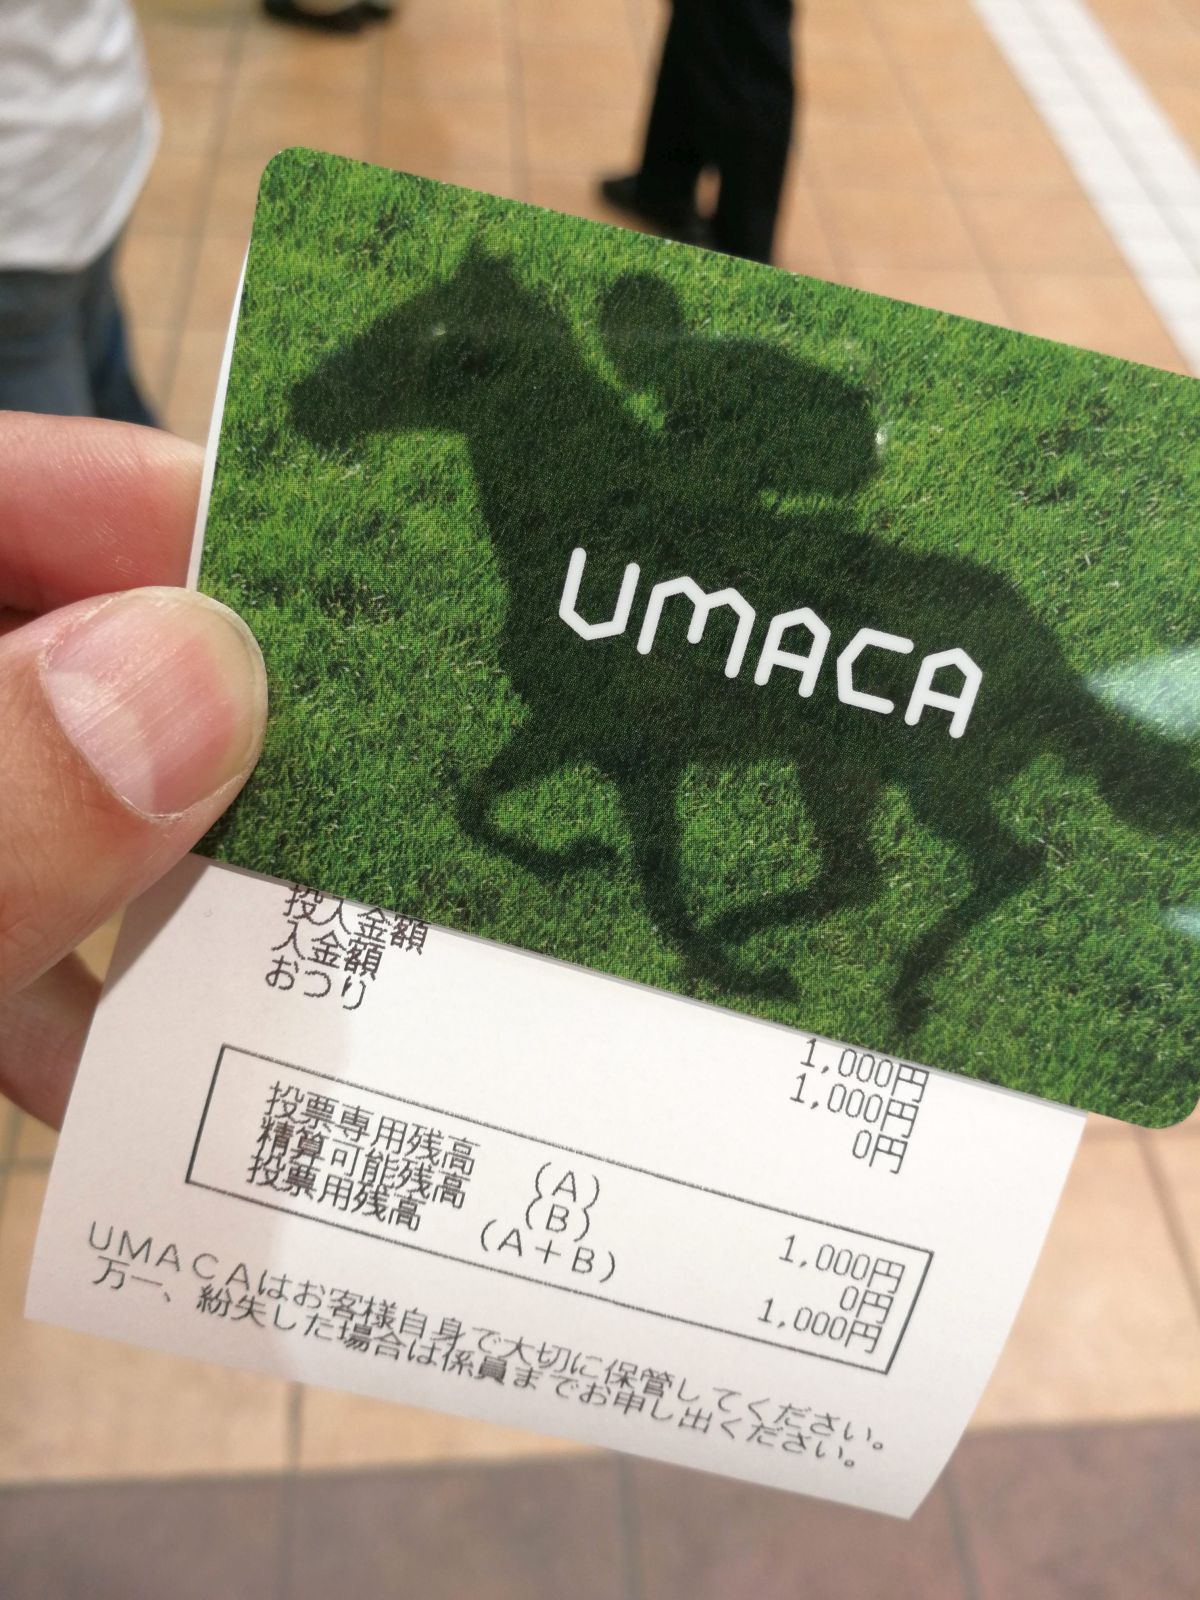 UMACA
投入金額 1,000円
入金額 1,000円
おつり 0円
投票専用残高 (A) 1,000円
精算可能残高 (B) 0円
投票用残高 (A+B) 1,000円
UMACAはお客様自身で大切に保管してください。
万一、紛失した場合は係員までお申し出ください。